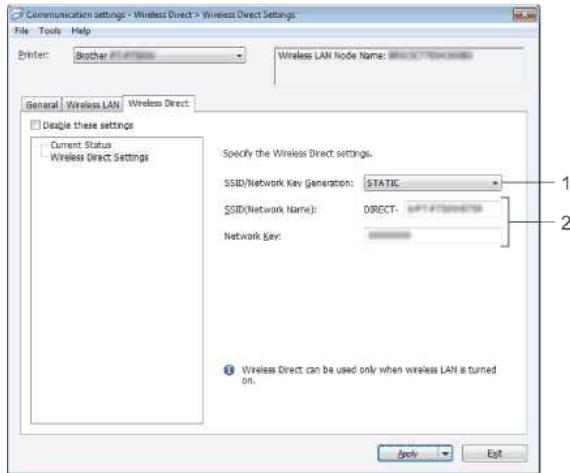 Communication settings - Wireless Direct > Wireless Direct Settings
File Tools Help
Printer: Brother
Wireless LAN Node Name:
General Wireless LAN Wireless Direct
Disable these settings
Current Status
Wireless Direct Settings
Specify the Wireless Direct settings.
SSID/Network Key Generation: STATIC
1
SSID(Network Name): DIRECT-
2
Network Key:
Wireless Direct can be used only when wireless LAN is turned
on.
Apply Exit